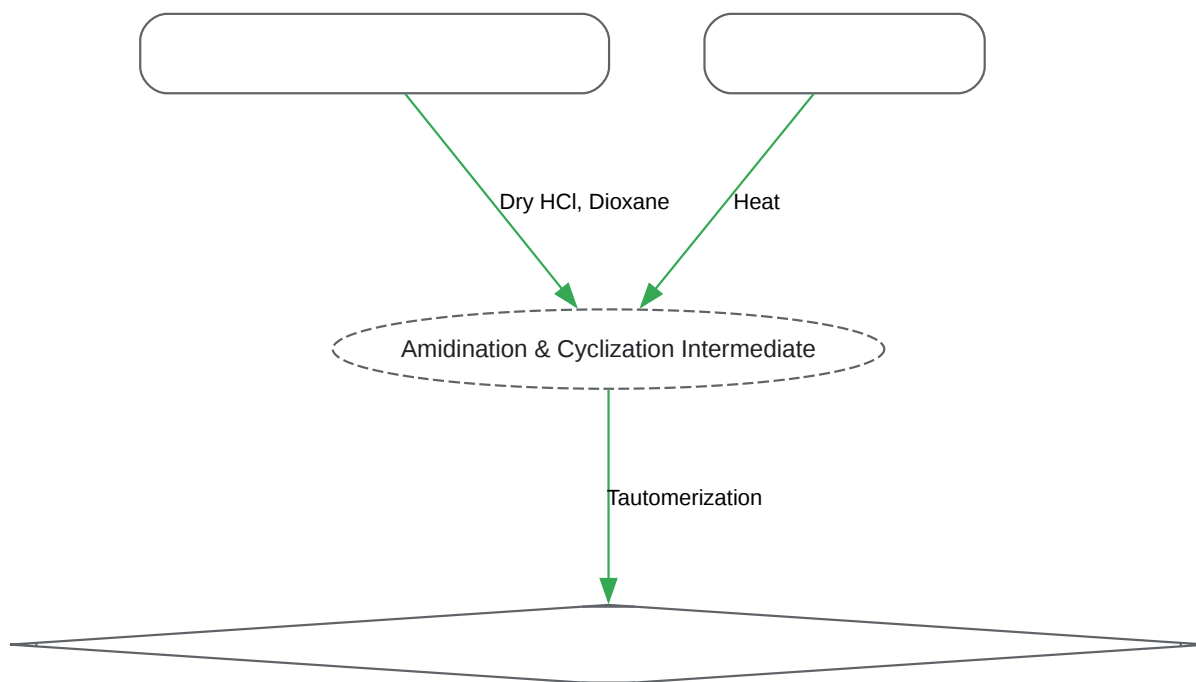 Dry HCl, Dioxane
Heat
Amidination & Cyclization Intermediate
Tautomerization